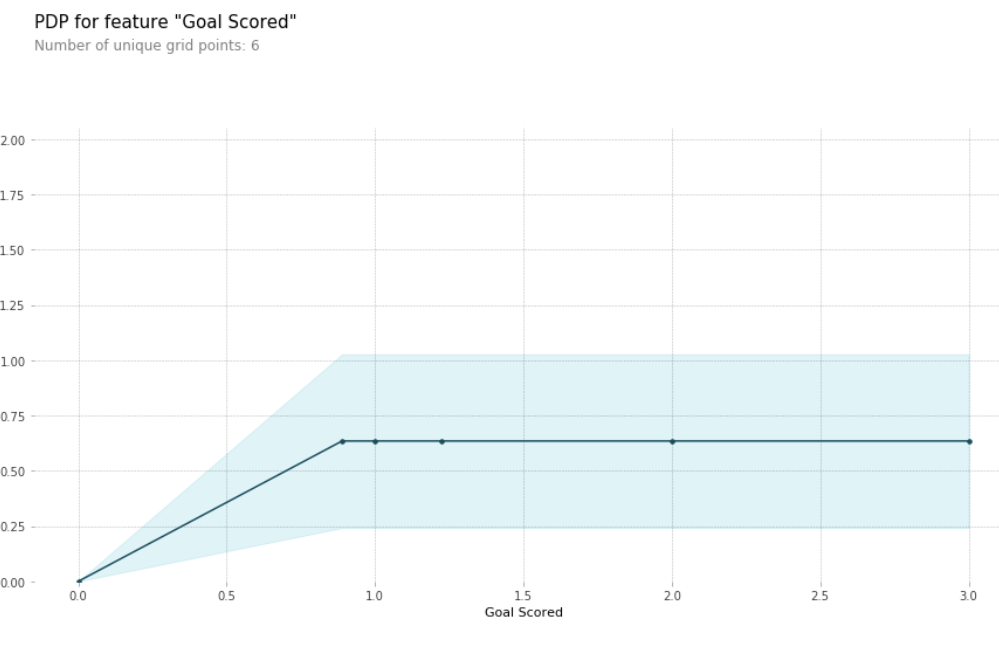 PDP for feature "Goal Scored"
Number of unique grid points: 6
2.00
1.75
1.50
1.25
1.00
0.75
0.50
0.25
0.00
0.0 0.5 1.0 1.5 2.0 2.5 3.0
Goal Scored